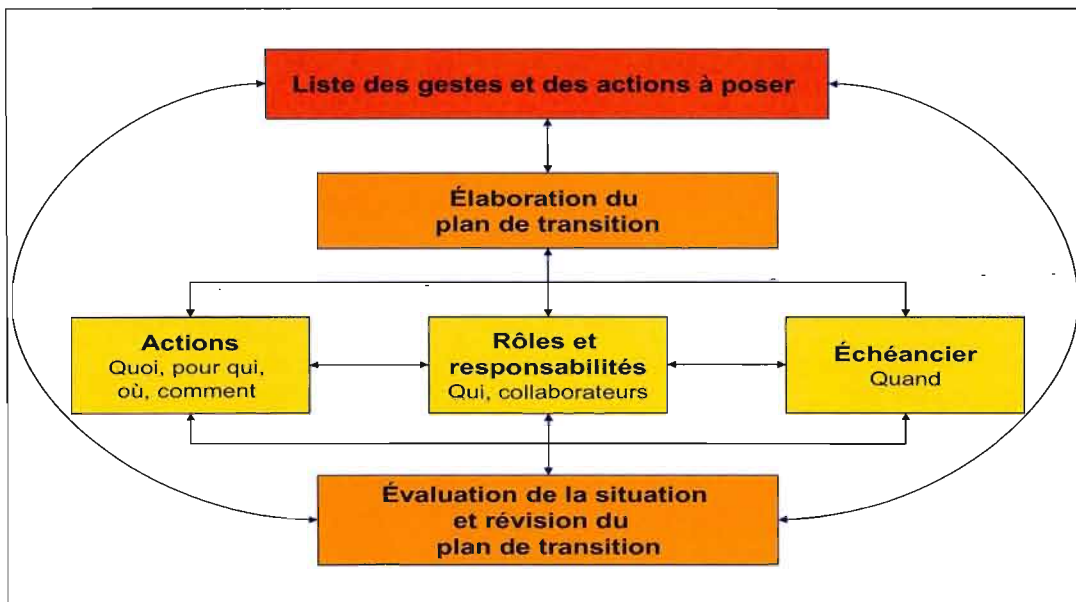 Liste des gestes et des actions à poser
Élaboration du
plan de transition
Actions
Quoi, pour qui,
où, comment
Rôles et
responsabilités
Qui, collaborateurs
Échéancier
Quand
Évaluation de la situation
et révision du
plan de transition